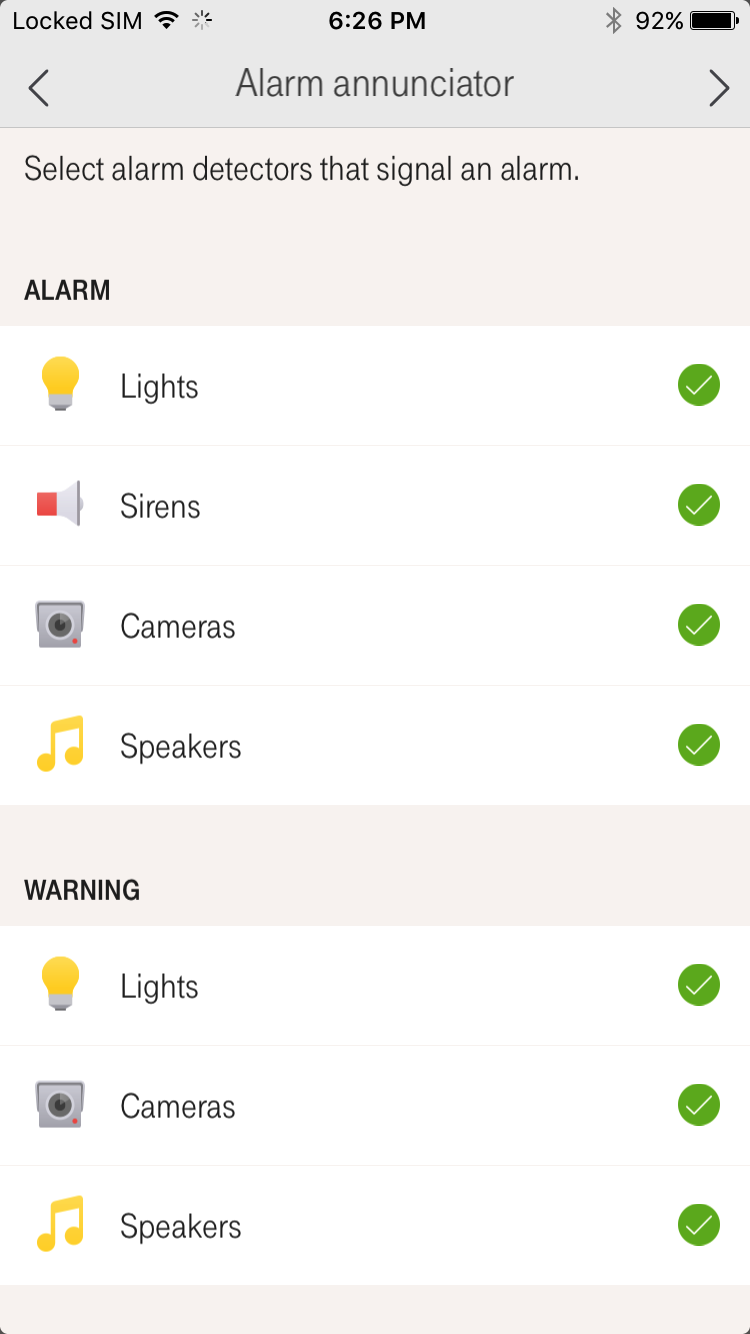 Locked SIM 6:26 PM 92%
Alarm annunciator
Select alarm detectors that signal an alarm.
ALARM
Lights
Sirens
Cameras
Speakers
WARNING
Lights
Cameras
Speakers